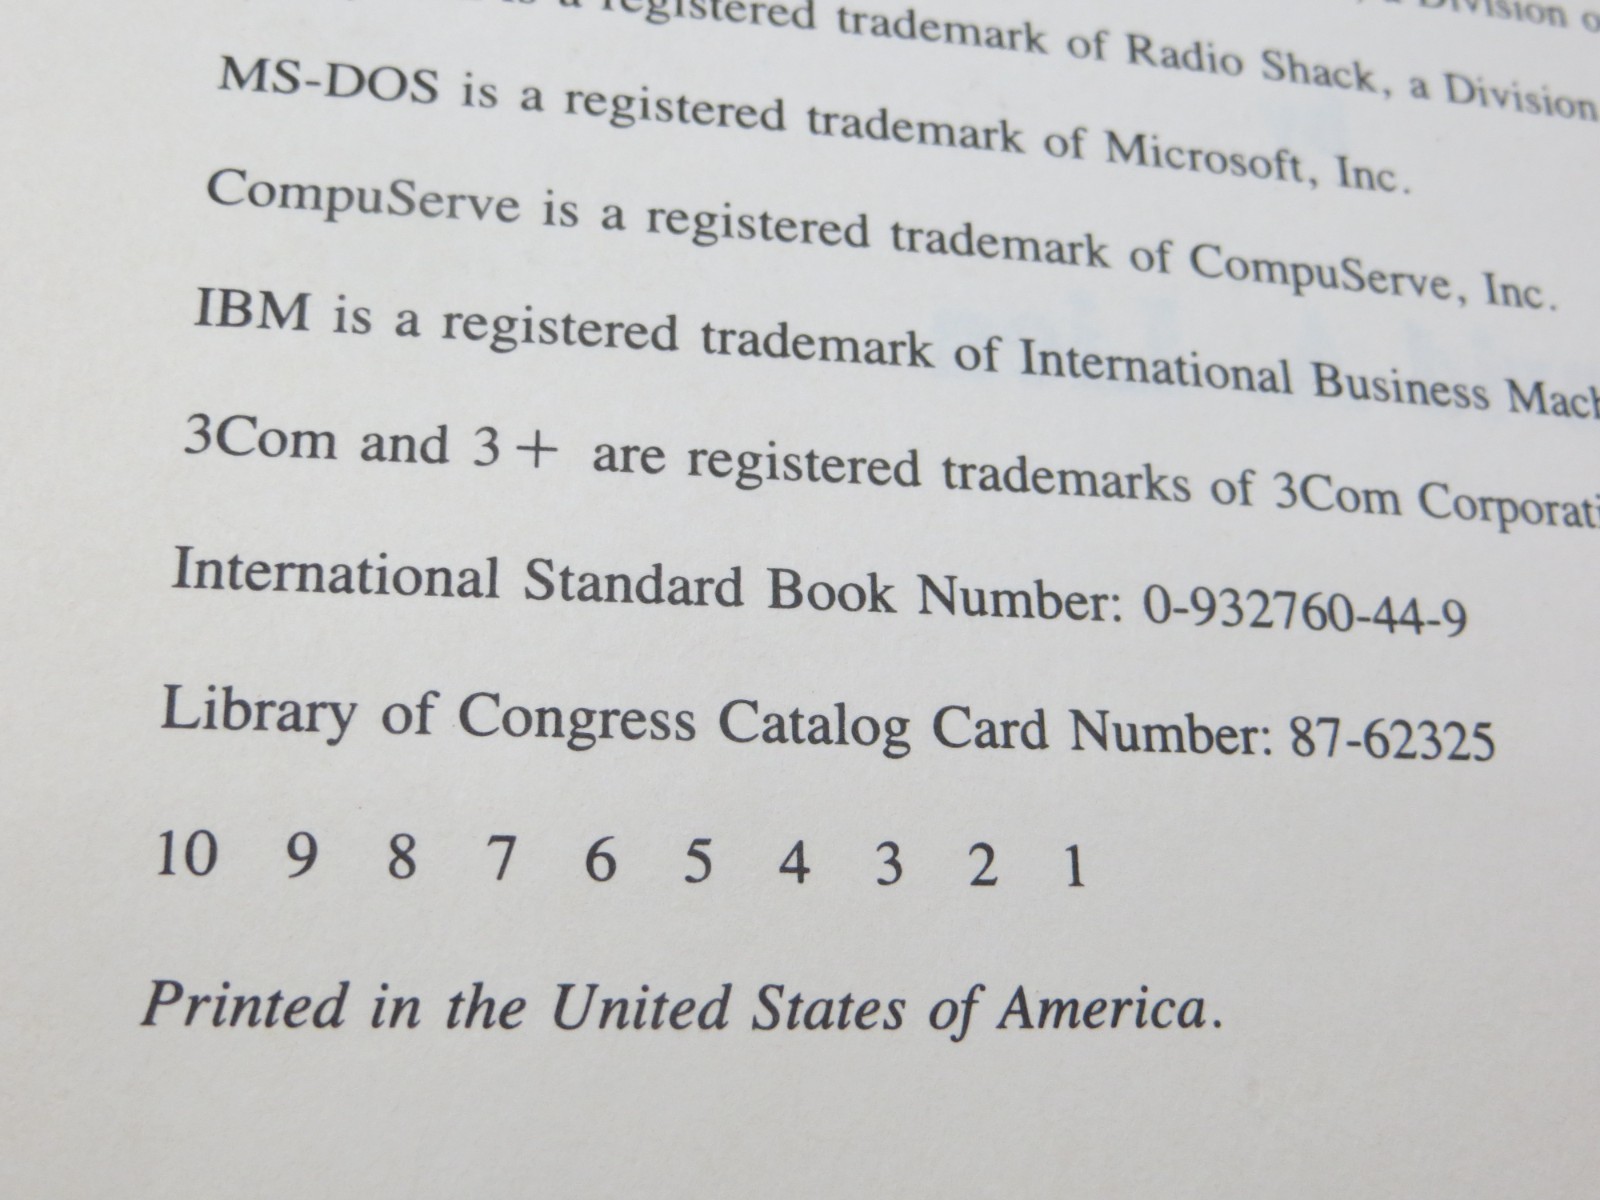 is a registered trademark of Radio Shack, a Division
MS-DOS is a registered trademark of Microsoft, Inc.
CompuServe is a registered trademark of CompuServe, Inc.
IBM is a registered trademark of International Business Mach
3Com and 3+ are registered trademarks of 3Com Corporati
International Standard Book Number: 0-932760-44-9
Library of Congress Catalog Card Number: 87-62325
10 9 8 7 6 5 4 3 2 1
Printed in the United States of America.